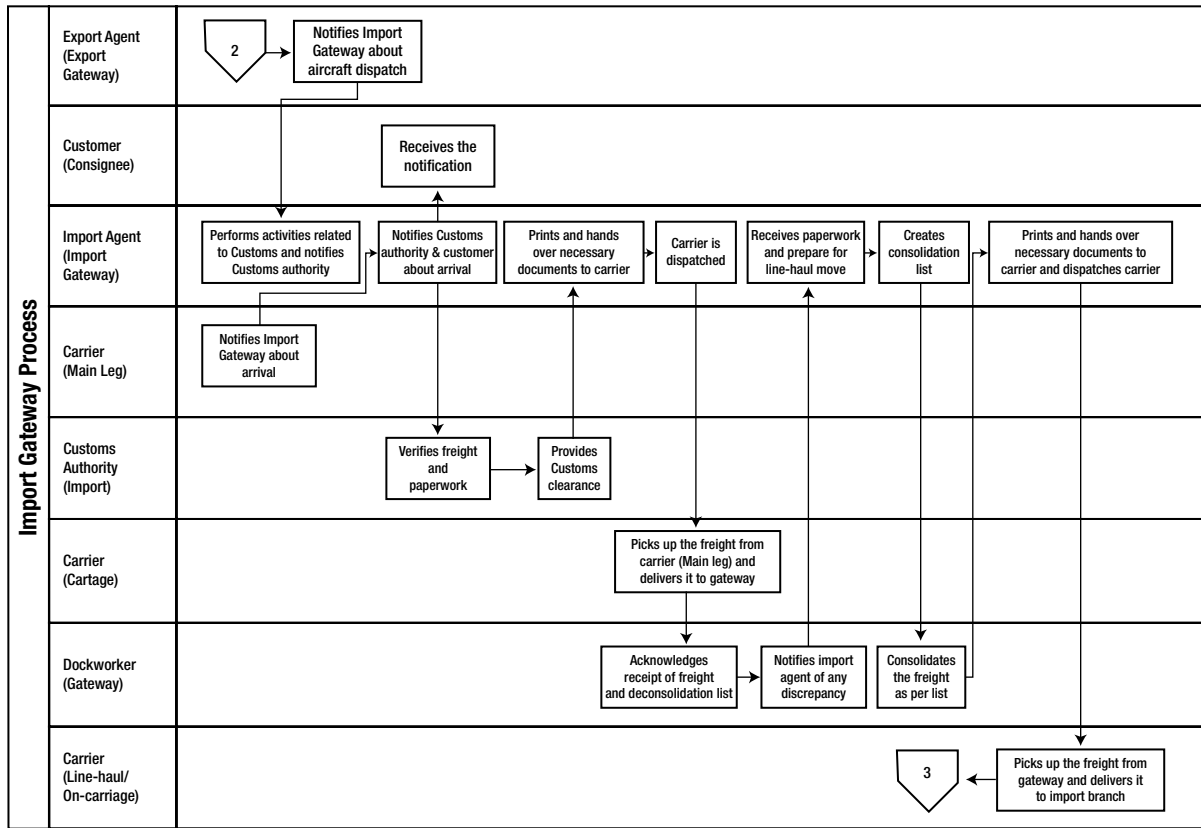 Import Gateway Process
Export Agent
(Export
Gateway)
2
Notifies Import
Gateway about
aircraft dispatch
Customer
(Consignee)
Receives the
notification
Import Agent
(Import
Gateway)
Performs activities related
to Customs and notifies
Customs authority
Notifies Customs
authority & customer
about arrival
Prints and hands
over necessary
documents to carrier
Carrier is
dispatched
Receives paperwork
and prepare for
line-haul move
Creates
consolidation
list
Prints and hands over
necessary documents to
carrier and dispatches carrier
Carrier
(Main Leg)
Notifies Import
Gateway about
arrival
Customs
Authority
(Import)
Verifies freight
and
paperwork
Provides
Customs
clearance
Carrier
(Cartage)
Picks up the freight from
carrier (Main leg) and
delivers it to gateway
Dockworker
(Gateway)
Acknowledges
receipt of freight
and deconsolidation list
Notifies import
agent of any
discrepancy
Consolidates
the freight
as per list
Carrier
(Line-haul/
On-carriage)
3
Picks up the freight from
gateway and delivers it
to import branch